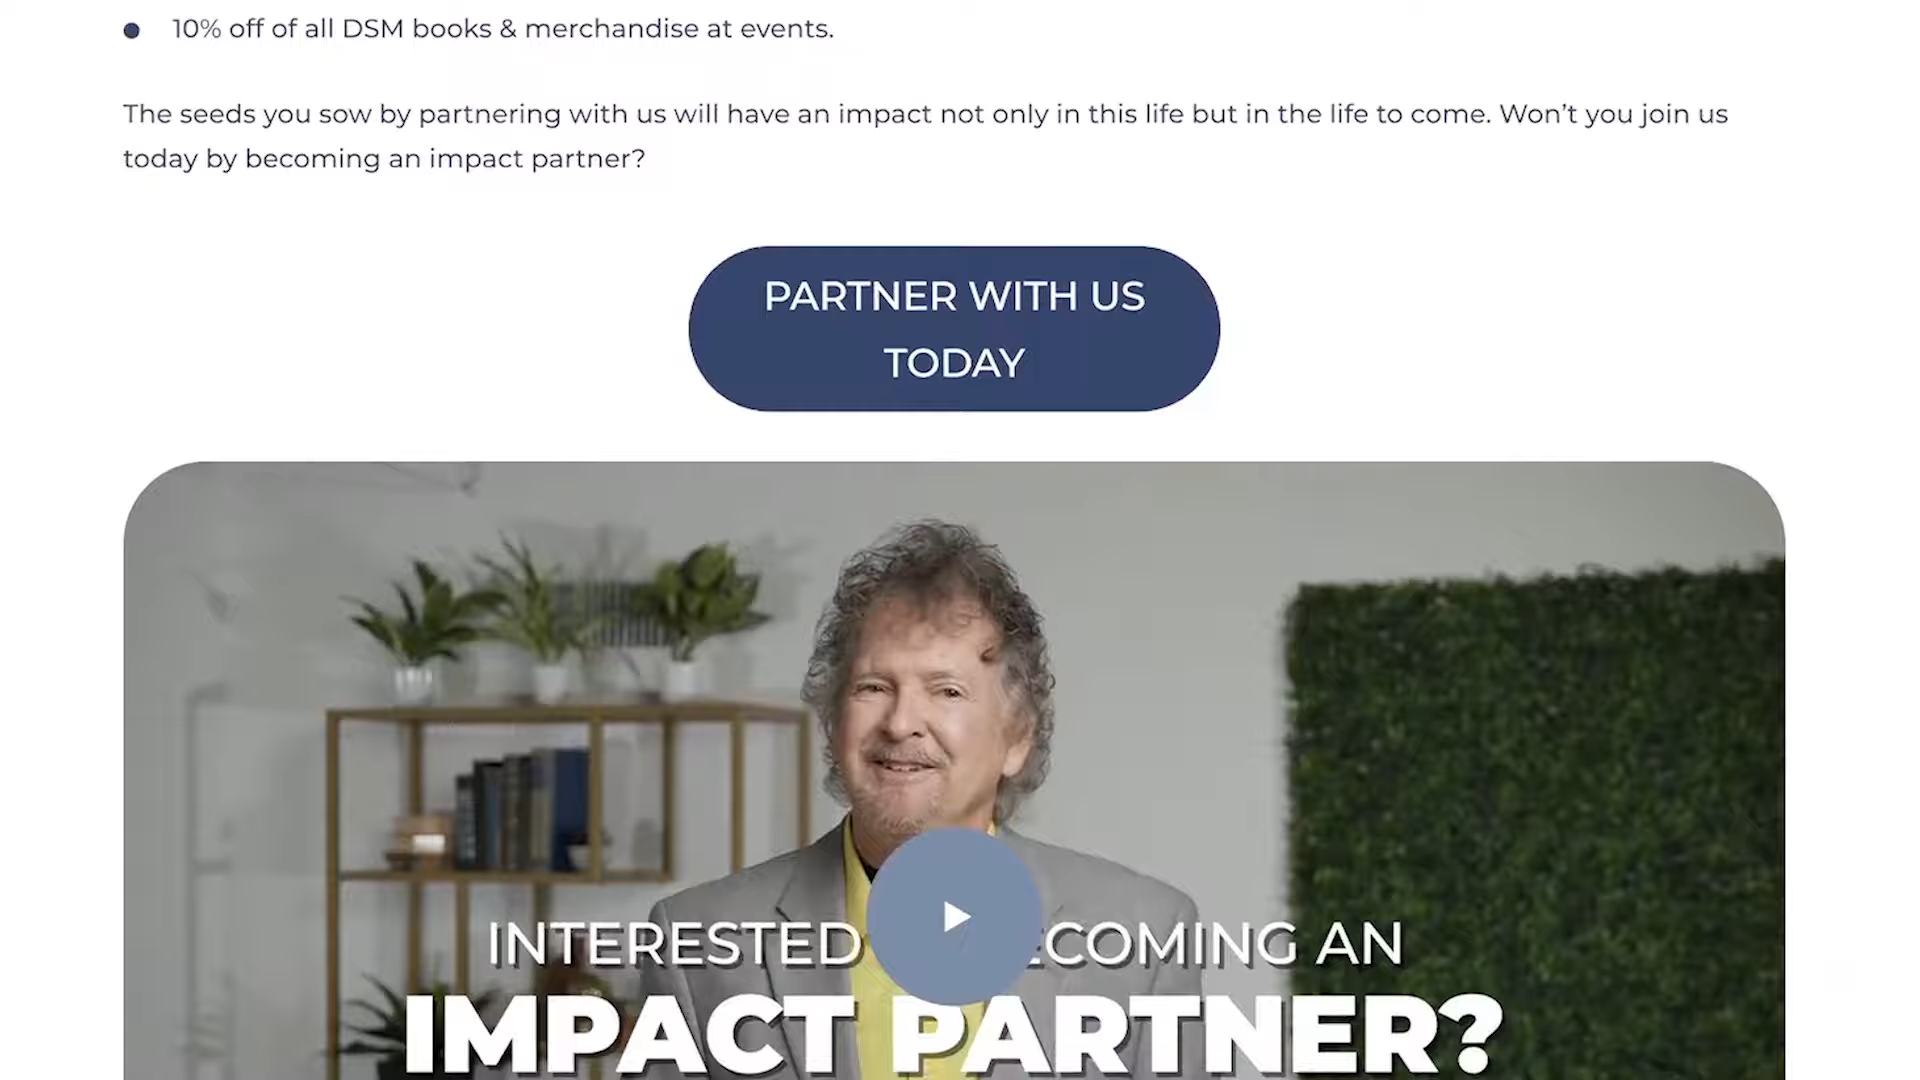 10% off of all DSM books & merchandise at events.
The seeds you sow by partnering with us will have an impact not only in this life but in the life to come. Won’t you join us
today by becoming an impact partner?
PARTNER WITH US
TODAY
INTERESTED ECOMING AN
IMPACT PARTNER?